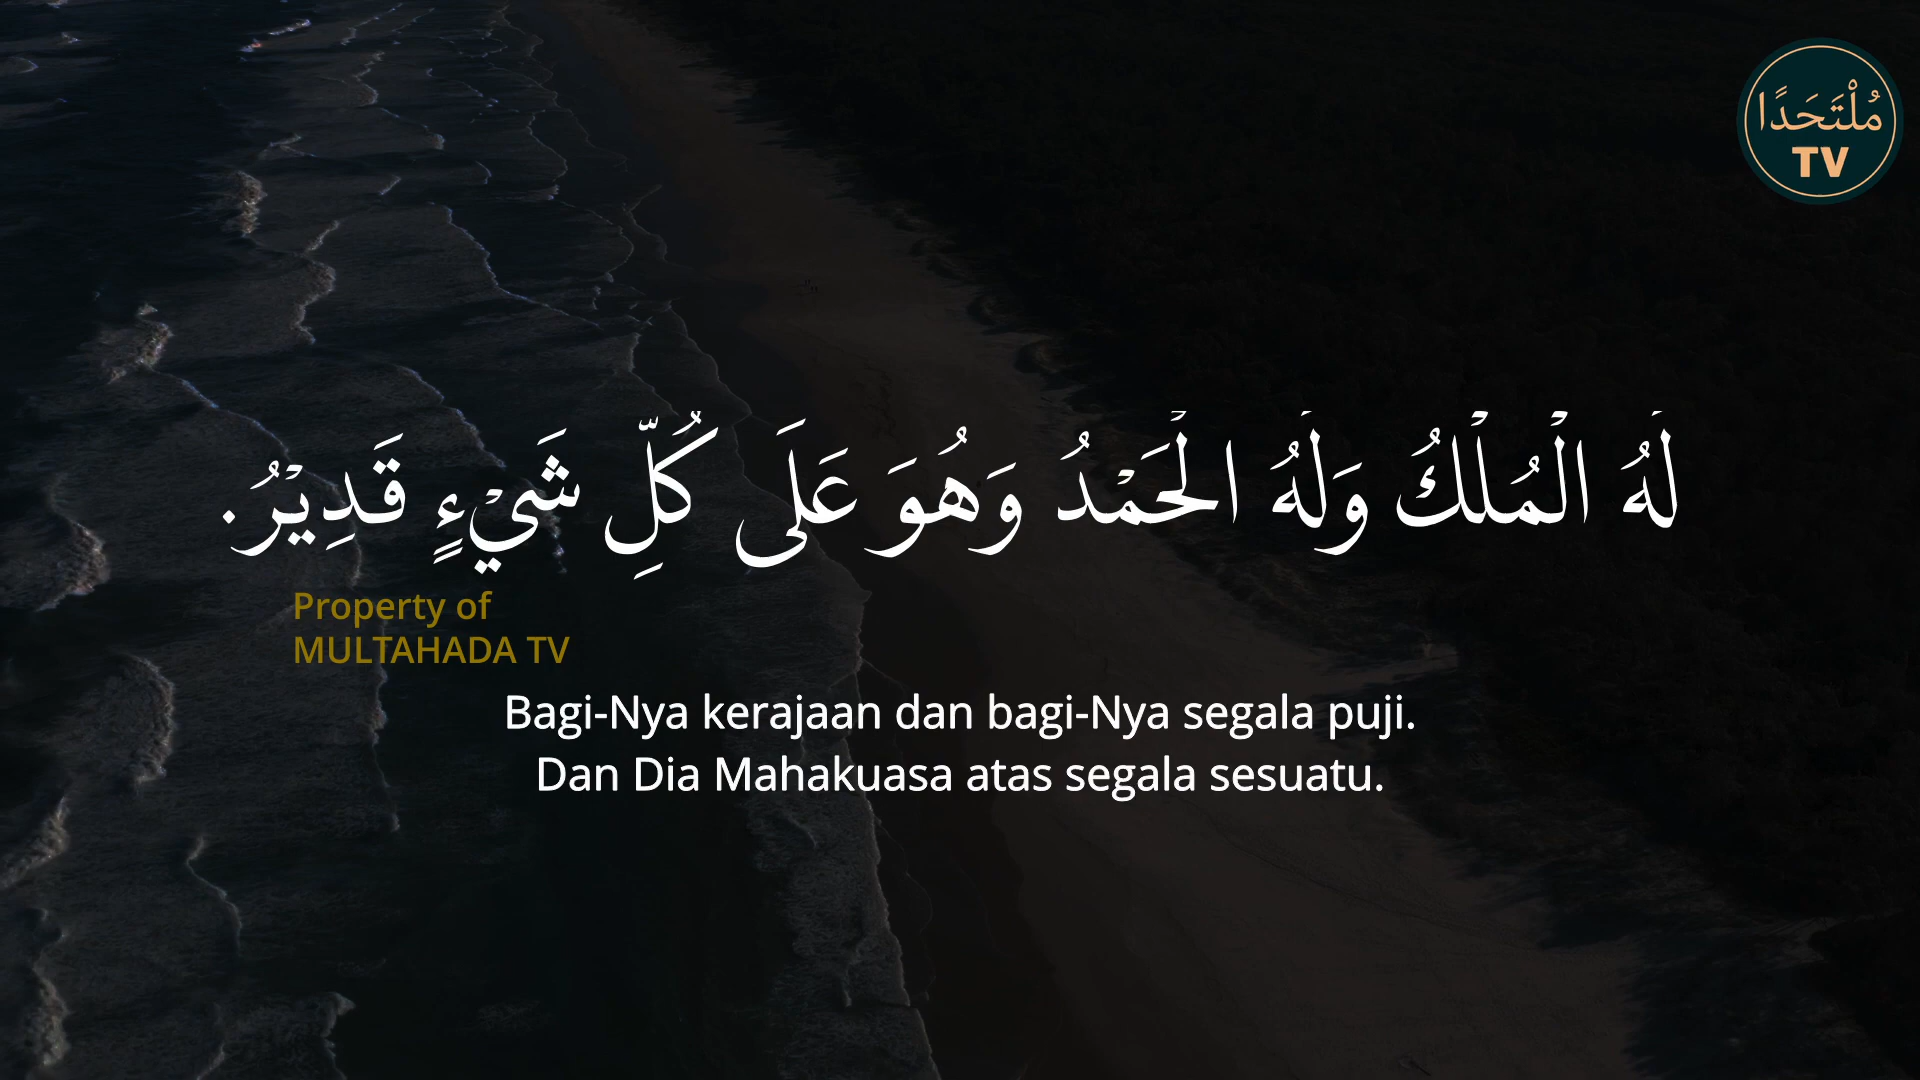 مُلْتَحَدًا
TV
لَهُ الْمُلْكُ وَلَهُ الْحَمْدُ وَهُوَ عَلَى كُلِّ شَيْءٍ قَدِيْرُ.
Property of
MULTAHADA TV
Bagi-Nya kerajaan dan bagi-Nya segala puji.
Dan Dia Mahakuasa atas segala sesuatu.